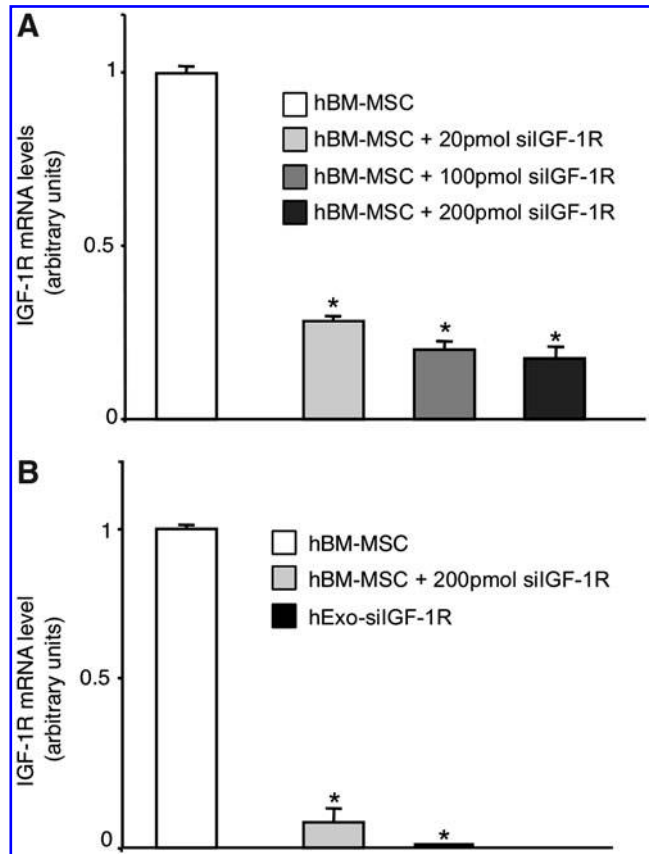 A
IGF-1R mRNA levels
(arbitrary units)
1
0.5
0
hBM-MSC
hBM-MSC + 20pmol siIGF-1R
hBM-MSC + 100pmol siIGF-1R
hBM-MSC + 200pmol siIGF-1R
*
*
*
B
IGF-1R mRNA level
(arbitrary units)
1
0.5
0
hBM-MSC
hBM-MSC + 200pmol siIGF-1R
hExo-siIGF-1R
*
*